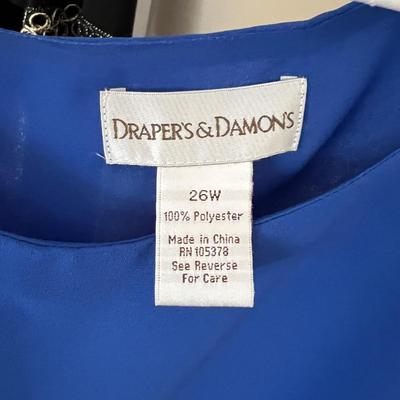 DRAPER'S & DAMON'S
26W
100% Polyester
Made in China
RN 105378
See Reverse
For Care